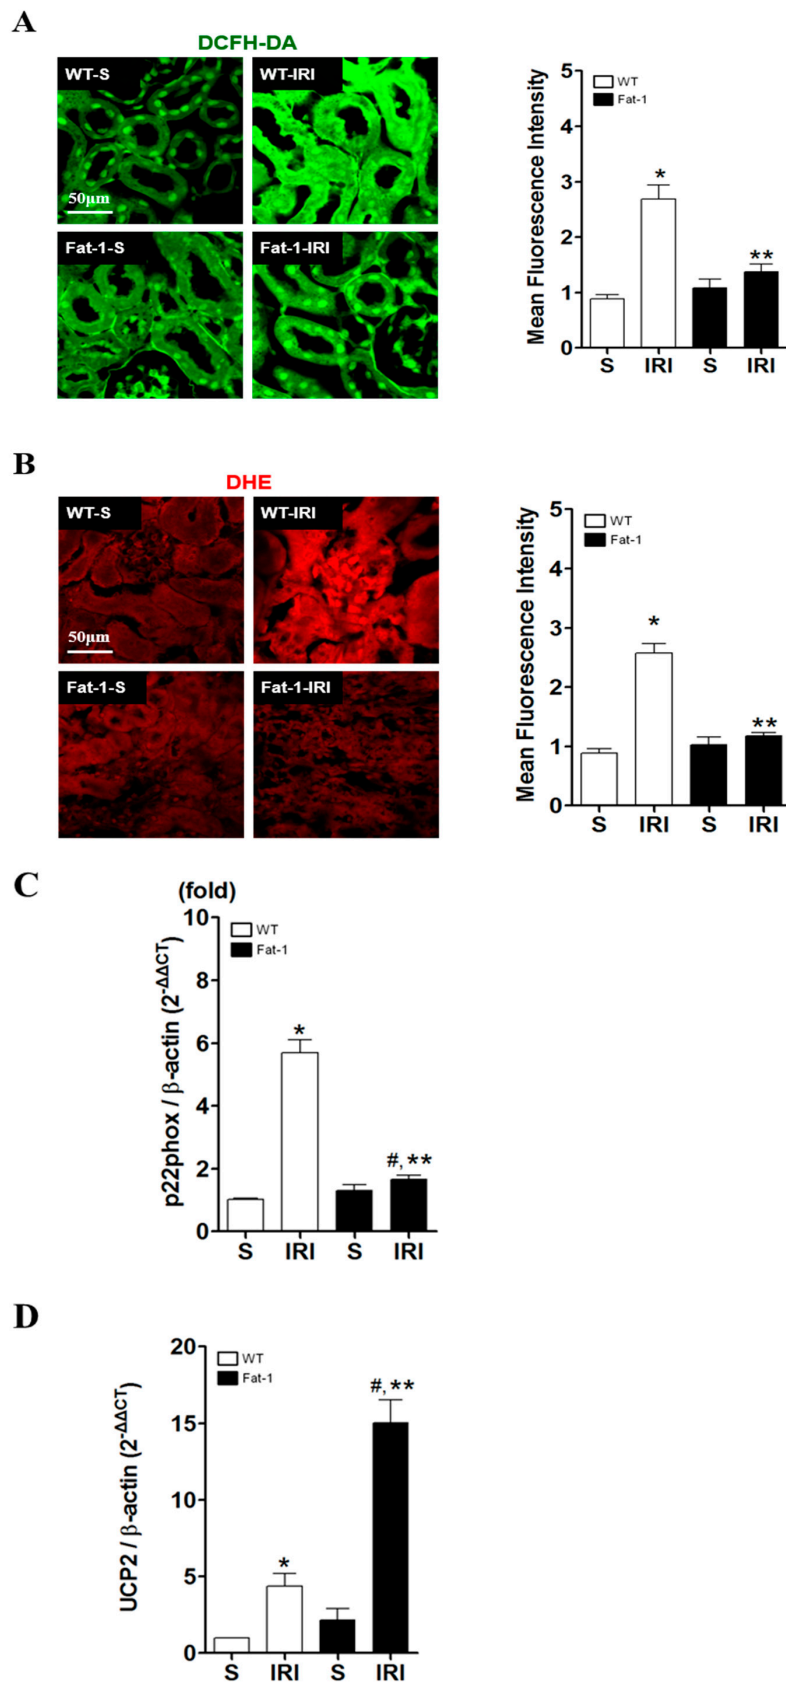 A
DCFH-DA
WT-S
WT-IRI
50µm
Fat-1-S
Fat-1-IRI
Mean Fluorescence Intensity
5
4
3
2
1
0
WT
Fat-1
*
**
S IRI S IRI
B
DHE
WT-S
WT-IRI
50µm
Fat-1-S
Fat-1-IRI
Mean Fluorescence Intensity
5
4
3
2
1
0
WT
Fat-1
*
**
S IRI S IRI
C
(fold)
p22phox / β-actin (2^-ΔΔCT)
10
8
6
4
2
0
WT
Fat-1
*
#, **
S IRI S IRI
D
UCP2 / β-actin (2^-ΔΔCT)
20
15
10
5
0
WT
Fat-1
*
#, **
S IRI S IRI